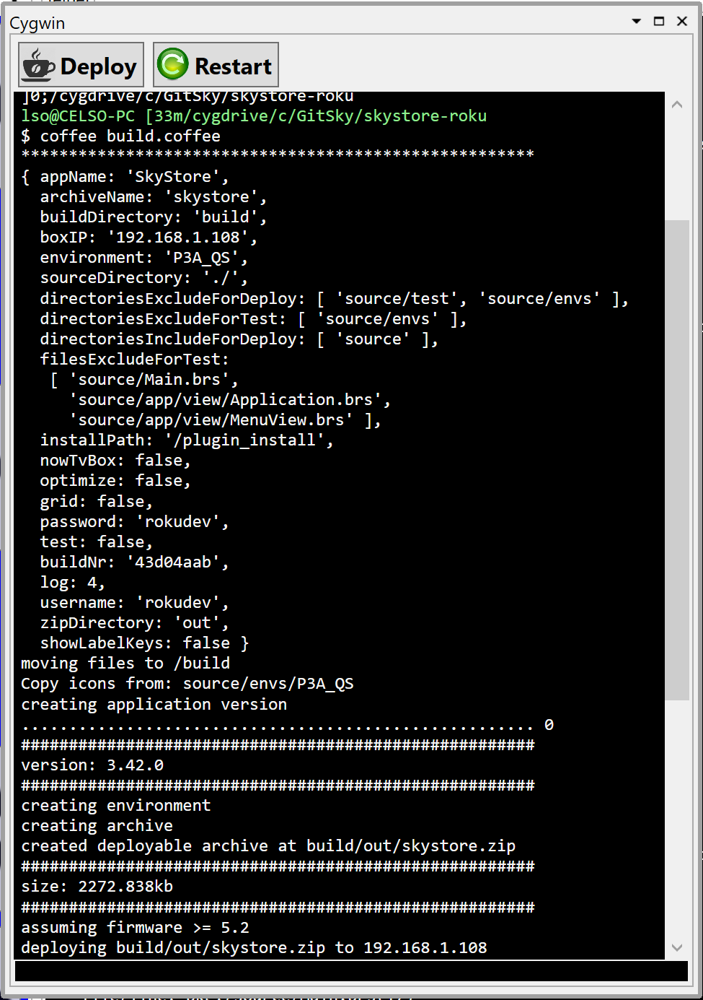 Cygwin
Deploy Restart
]0;/cygdrive/c/GitSky/skystore-roku
lso@CELSO-PC [33m/cygdrive/c/GitSky/skystore-roku
$ coffee build.coffee
******************************************************
{ appName: 'SkyStore',
  archiveName: 'skystore',
  buildDirectory: 'build',
  boxIP: '192.168.1.108',
  environment: 'P3A_QS',
  sourceDirectory: './',
  directoriesExcludeForDeploy: [ 'source/test', 'source/envs' ],
  directoriesExcludeForTest: [ 'source/envs' ],
  directoriesIncludeForDeploy: [ 'source' ],
  filesExcludeForTest:
   [ 'source/Main.brs',
     'source/app/view/Application.brs',
     'source/app/view/MenuView.brs' ],
  installPath: '/plugin_install',
  nowTvBox: false,
  optimize: false,
  grid: false,
  password: 'rokudev',
  test: false,
  buildNr: '43d04aab',
  log: 4,
  username: 'rokudev',
  zipDirectory: 'out',
  showLabelKeys: false }
moving files to /build
Copy icons from: source/envs/P3A_QS
creating application version
...................................................... 0
######################################################
version: 3.42.0
######################################################
creating environment
creating archive
created deployable archive at build/out/skystore.zip
######################################################
size: 2272.838kb
######################################################
assuming firmware >= 5.2
deploying build/out/skystore.zip to 192.168.1.108